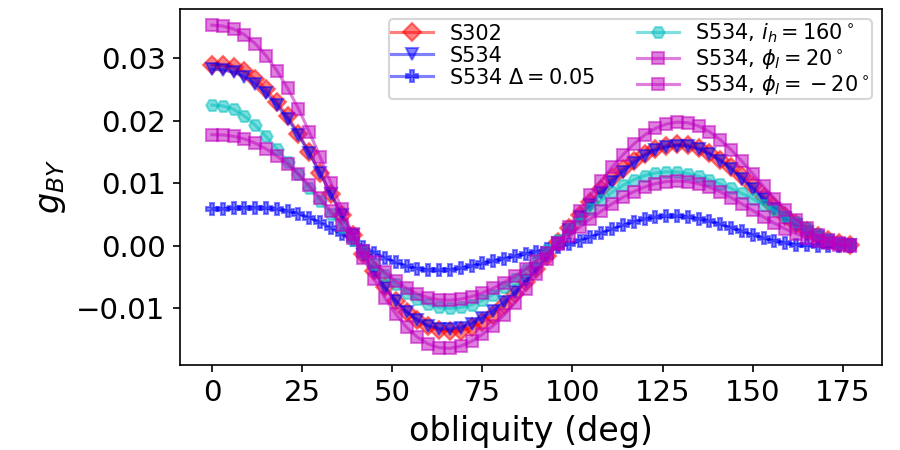 S302
S534
S534 Δ = 0.05
S534, i_h = 160°
S534, ϕ_l = 20°
S534, ϕ_l = −20°
g_BY
0.03
0.02
0.01
0.00
−0.01
0 25 50 75 100 125 150 175
obliquity (deg)